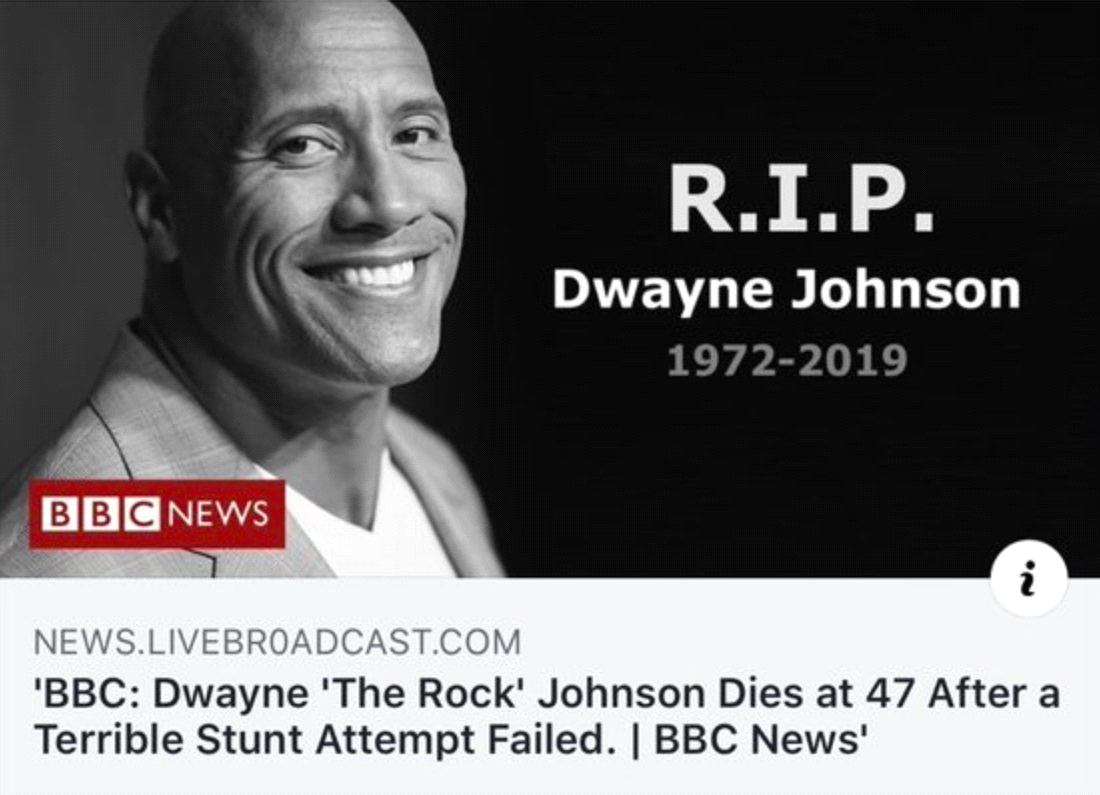 R.I.P.
Dwayne Johnson
1972-2019
BBC NEWS
i
NEWS.LIVEBR0ADCAST.COM
'BBC: Dwayne 'The Rock' Johnson Dies at 47 After a
Terrible Stunt Attempt Failed. | BBC News'